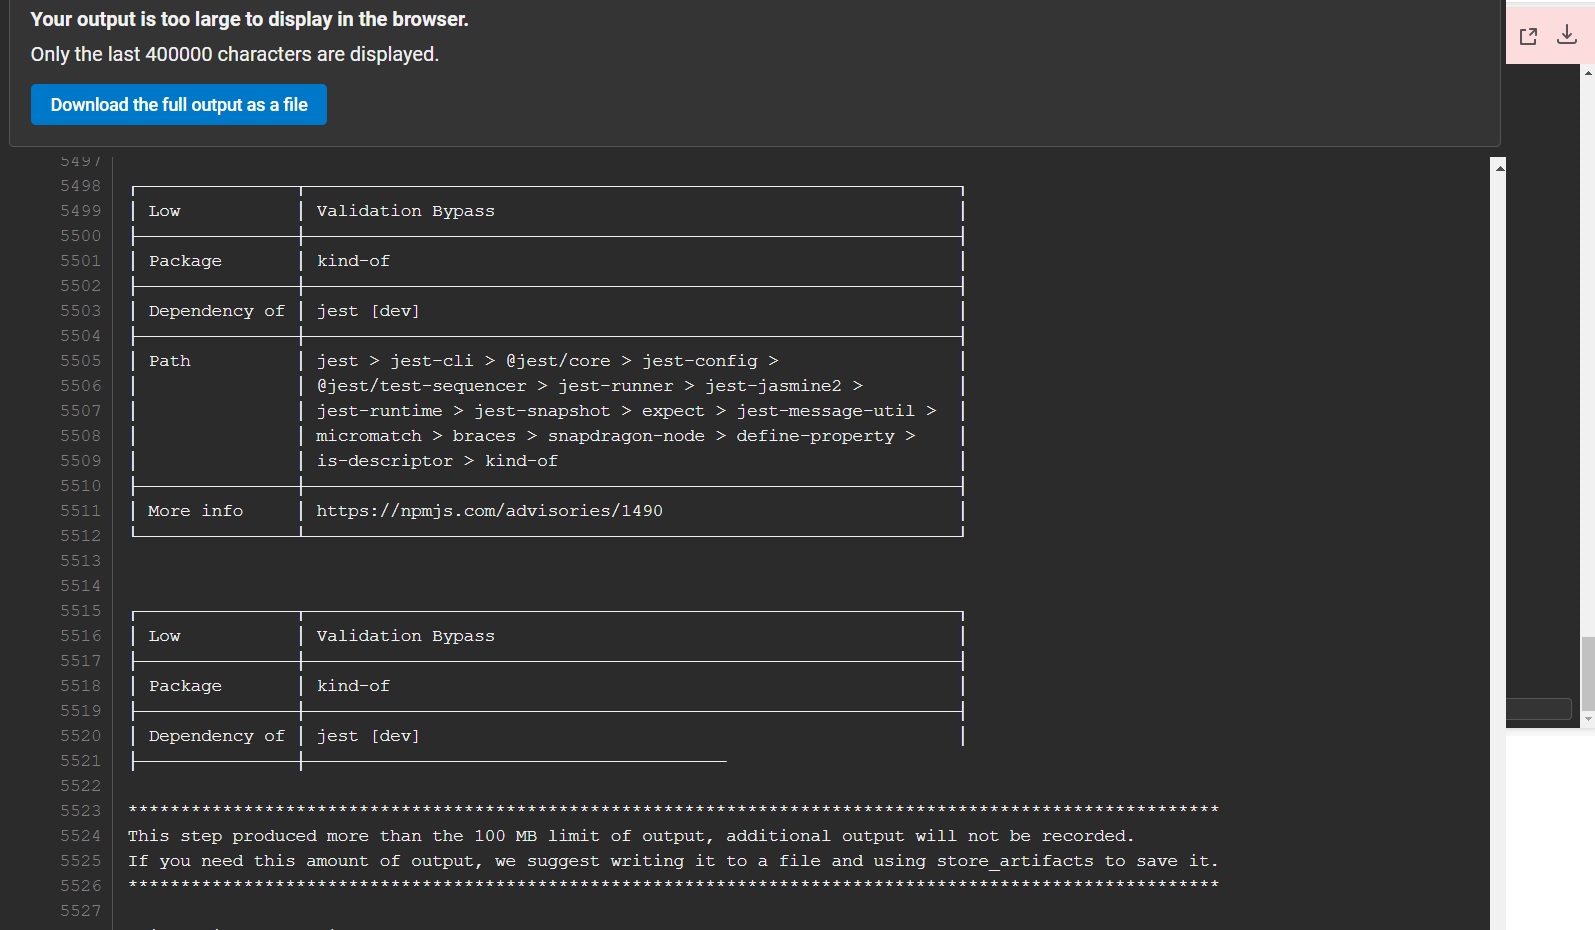 Your output is too large to display in the browser.
Only the last 400000 characters are displayed.
Download the full output as a file
5497
5498
5499 Low Validation Bypass
5500
5501 Package kind-of
5502
5503 Dependency of jest [dev]
5504
5505 Path jest > jest-cli > @jest/core > jest-config >
5506 @jest/test-sequencer > jest-runner > jest-jasmine2 >
5507 jest-runtime > jest-snapshot > expect > jest-message-util >
5508 micromatch > braces > snapdragon-node > define-property >
5509 is-descriptor > kind-of
5510
5511 More info https://npmjs.com/advisories/1490
5512
5513
5514
5515
5516 Low Validation Bypass
5517
5518 Package kind-of
5519
5520 Dependency of jest [dev]
5521
5522
5523 ********************************************************************************************************
5524 This step produced more than the 100 MB limit of output, additional output will not be recorded.
5525 If you need this amount of output, we suggest writing it to a file and using store_artifacts to save it.
5526 ********************************************************************************************************
5527